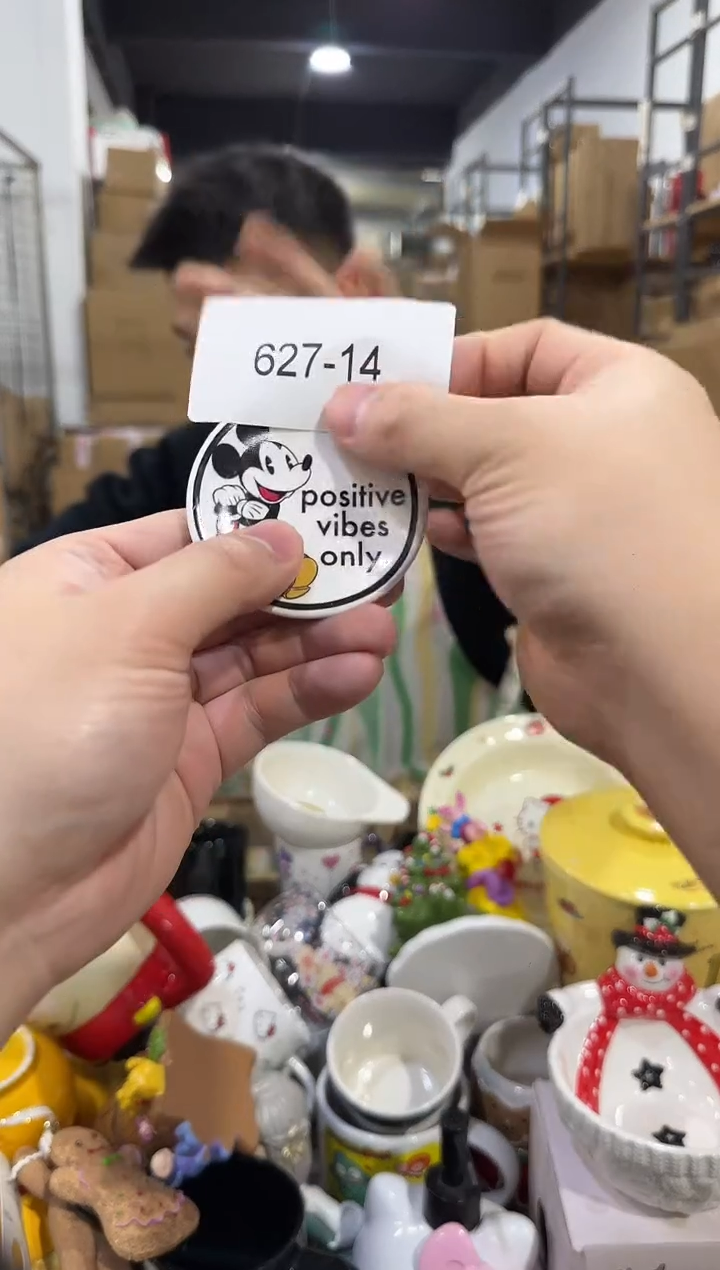 627-14
positive
vibes
only